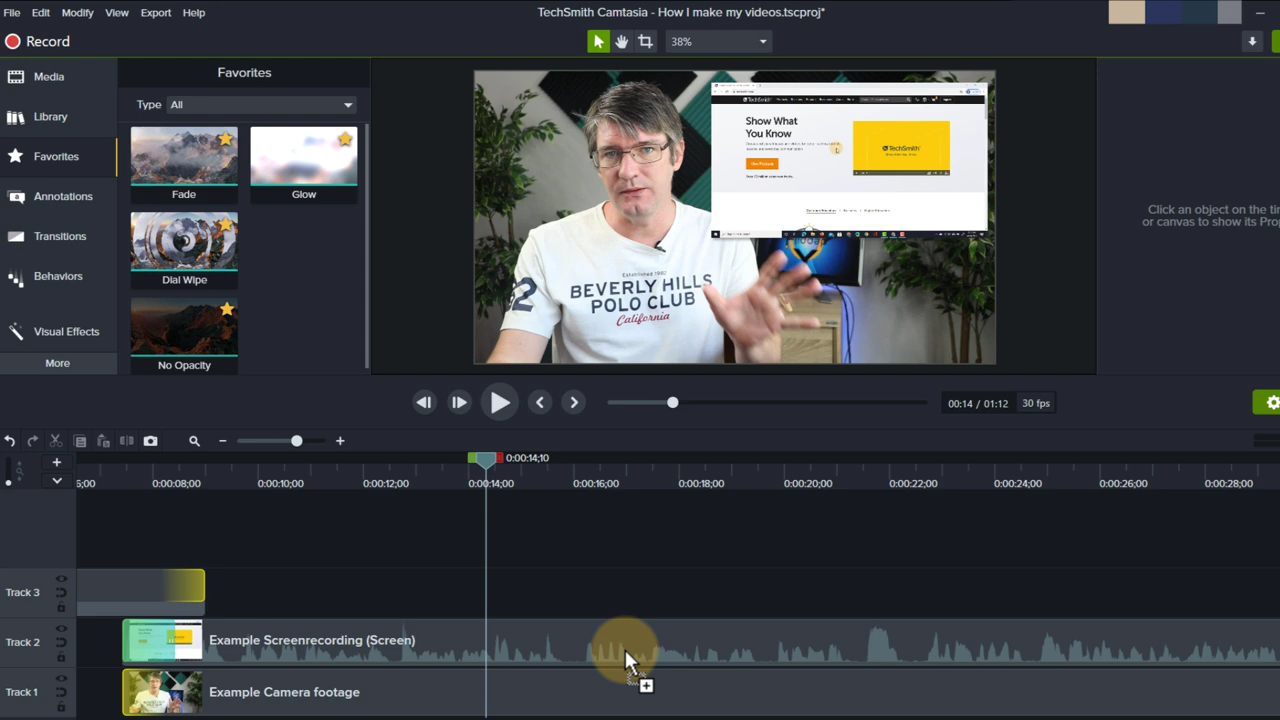 File Edit Modify View Export Help
TechSmith Camtasia - How I make my videos.tscproj*
Record
38%
Media
Library
Favorites
Annotations
Transitions
Behaviors
Visual Effects
More
Favorites
Type All
Fade
Glow
Dial Wipe
No Opacity
TechSmith
Show What
You Know
TechSmith
Established 1982
BEVERLY HILLS
POLO CLUB
California
Click an object on the
or canvas to show its
00:14 / 01:12 30 fps
0:00:14;10
6;00 0:00:08;00 0:00:10;00 0:00:12;00 0:00:14;00 0:00:16;00 0:00:18;00 0:00:20;00 0:00:22;00 0:00:24;00 0:00:26;00 0:00:28;00
Track 3
Track 2
Example Screenrecording (Screen)
Track 1
Example Camera footage